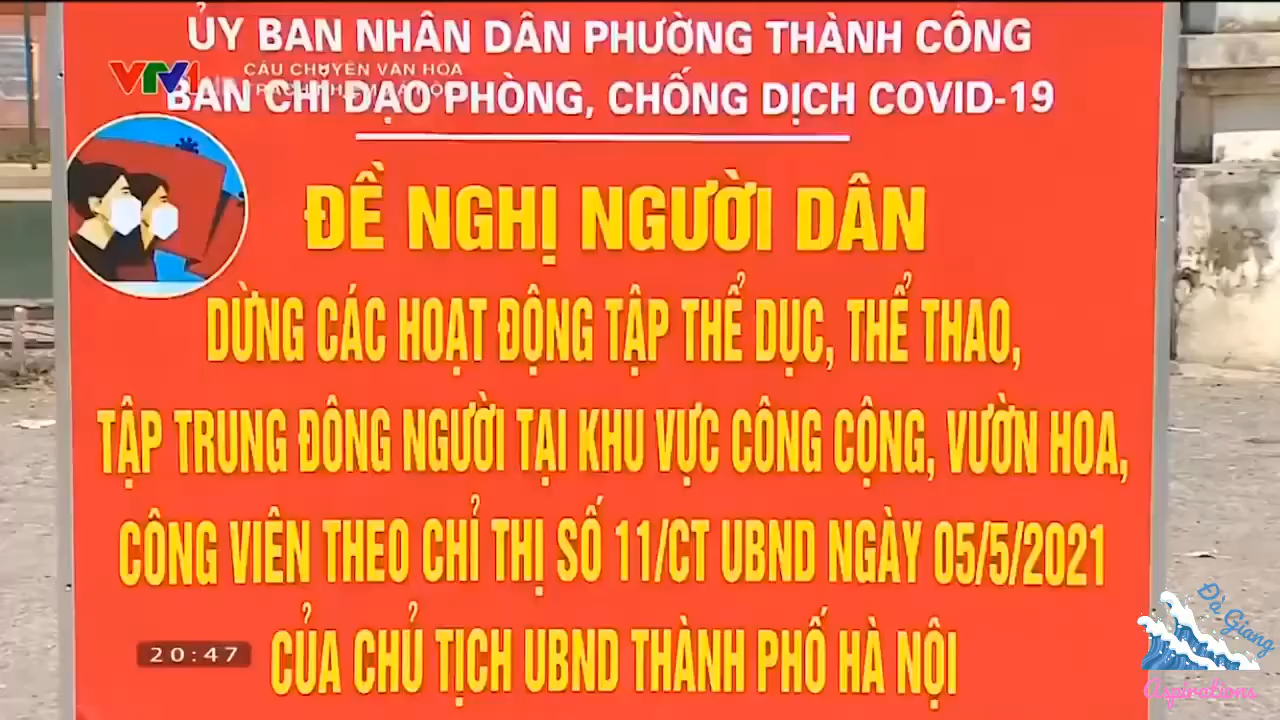 ỦY BAN NHÂN DÂN PHƯỜNG THÀNH CÔNG
VTV1
CÂU CHUYỆN VĂN HÓA
BAN CHỈ ĐẠO PHÒNG, CHỐNG DỊCH COVID-19
ĐỀ NGHỊ NGƯỜI DÂN
DỪNG CÁC HOẠT ĐỘNG TẬP THỂ DỤC, THỂ THAO,
TẬP TRUNG ĐÔNG NGƯỜI TẠI KHU VỰC CÔNG CỘNG, VƯỜN HOA,
CÔNG VIÊN THEO CHỈ THỊ SỐ 11/CT UBND NGÀY 05/5/2021
CỦA CHỦ TỊCH UBND THÀNH PHỐ HÀ NỘI
20:47
Đà Giang
Aspirations